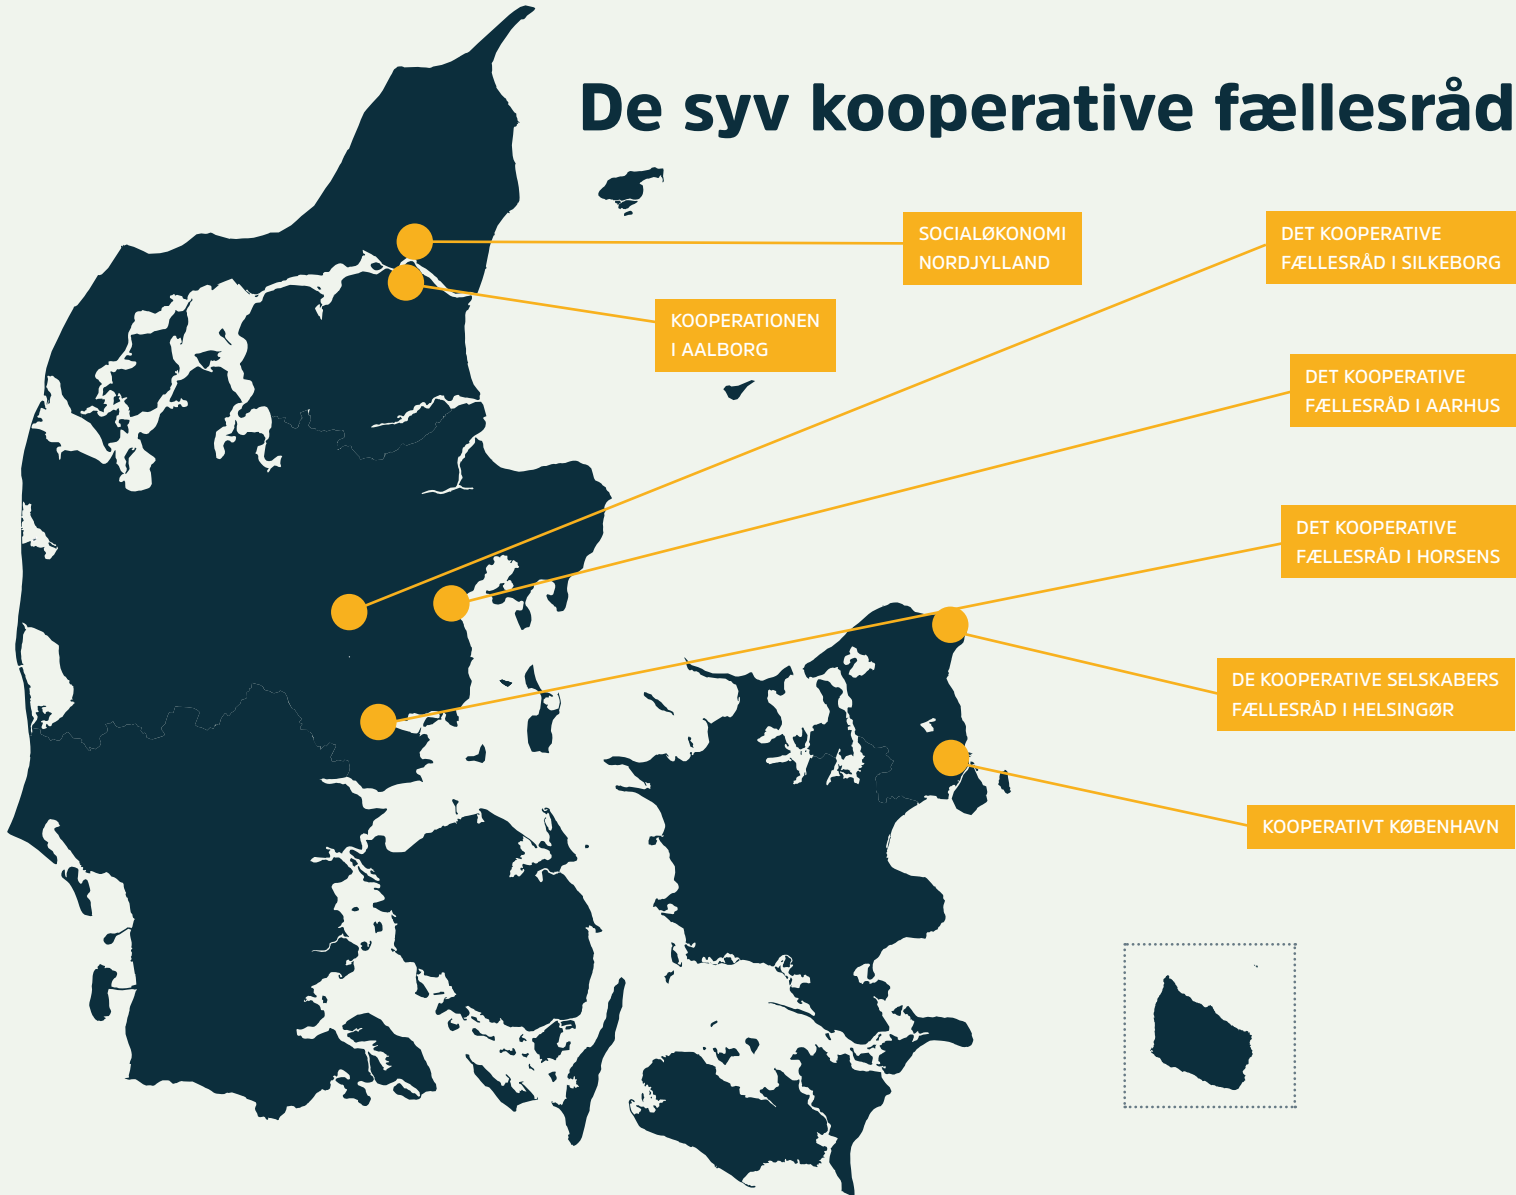 De syv kooperative fællesråd
SOCIALØKONOMI
NORDJYLLAND
KOOPERATIONEN
I AALBORG
DET KOOPERATIVE
FÆLLESRÅD I SILKEBORG
DET KOOPERATIVE
FÆLLESRÅD I AARHUS
DET KOOPERATIVE
FÆLLESRÅD I HORSENS
DE KOOPERATIVE SELSKABERS
FÆLLESRÅD I HELSINGØR
KOOPERATIVT KØBENHAVN